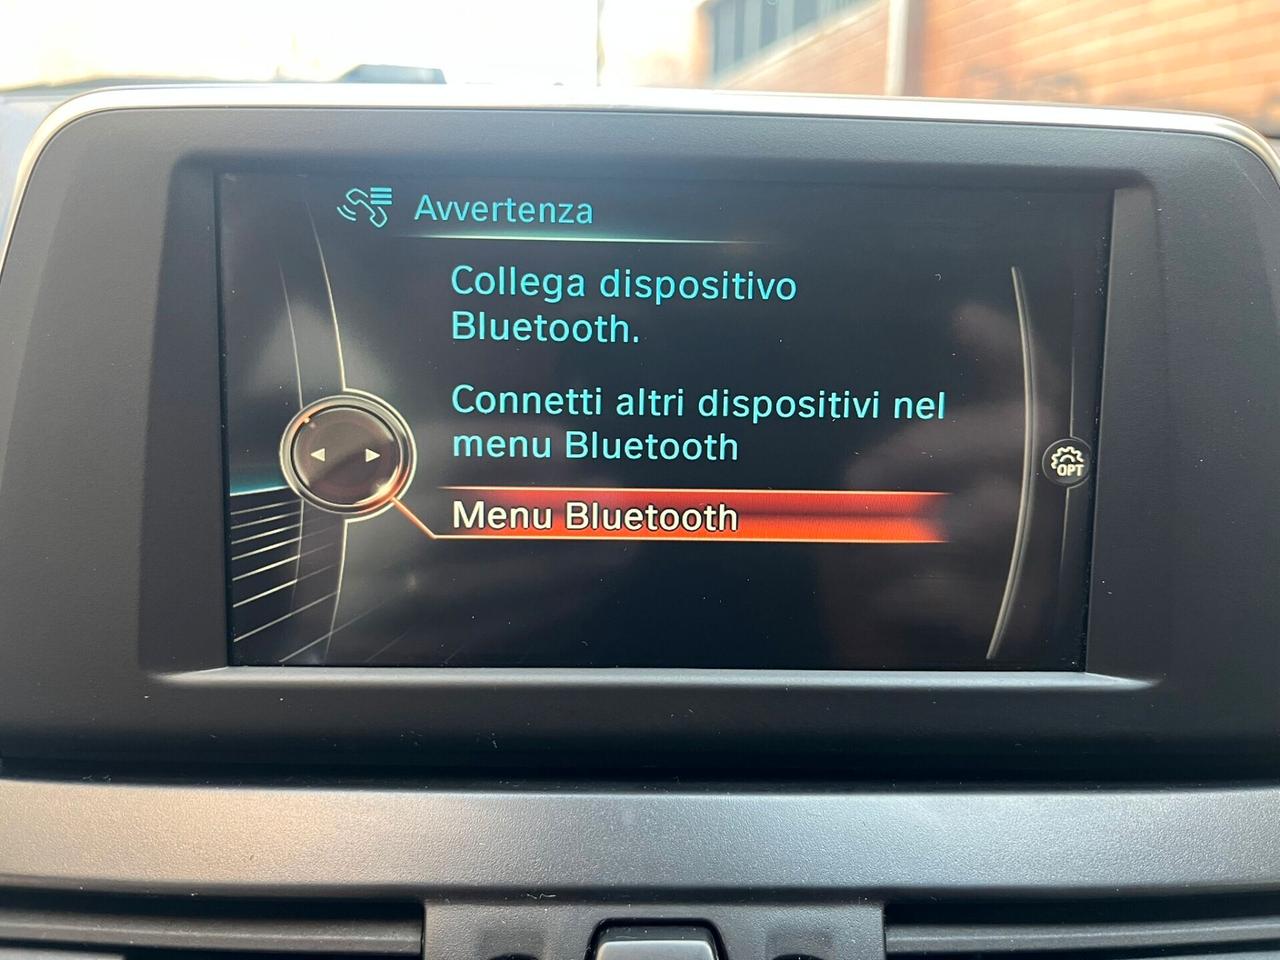 Avvertenza
Collega dispositivo
Bluetooth.
Connetti altri dispositivi nel
menu Bluetooth
Menu Bluetooth
OPT